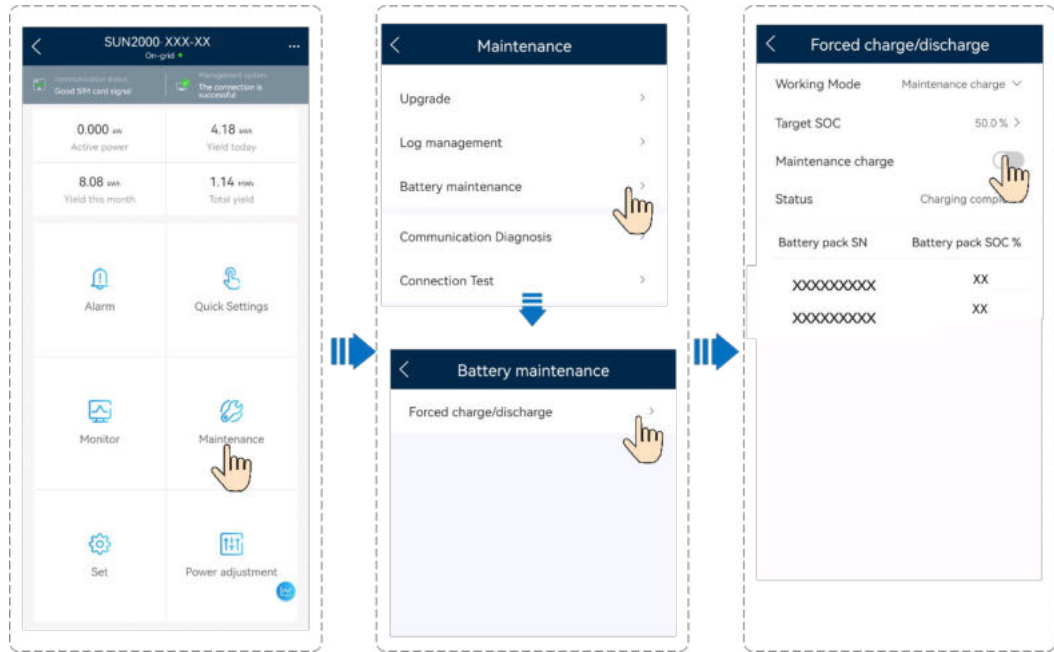 SUN2000-XXX-XX
On-grid
...
Communication status
Good SIM card signal
Management system
The connection is
successful
0.000 kW
Active power
4.18 kWh
Yield today
8.08 kWh
Yield this month
1.14 MWh
Total yield
Alarm
Quick Settings
Monitor
Maintenance
Set
Power adjustment
Maintenance
Upgrade
Log management
Battery maintenance
Communication Diagnosis
Connection Test
Battery maintenance
Forced charge/discharge
Forced charge/discharge
Working Mode Maintenance charge
Target SOC 50.0 %
Maintenance charge
Status Charging
Battery pack SN Battery pack SOC %
XXXXXXXXX XX
XXXXXXXXX XX